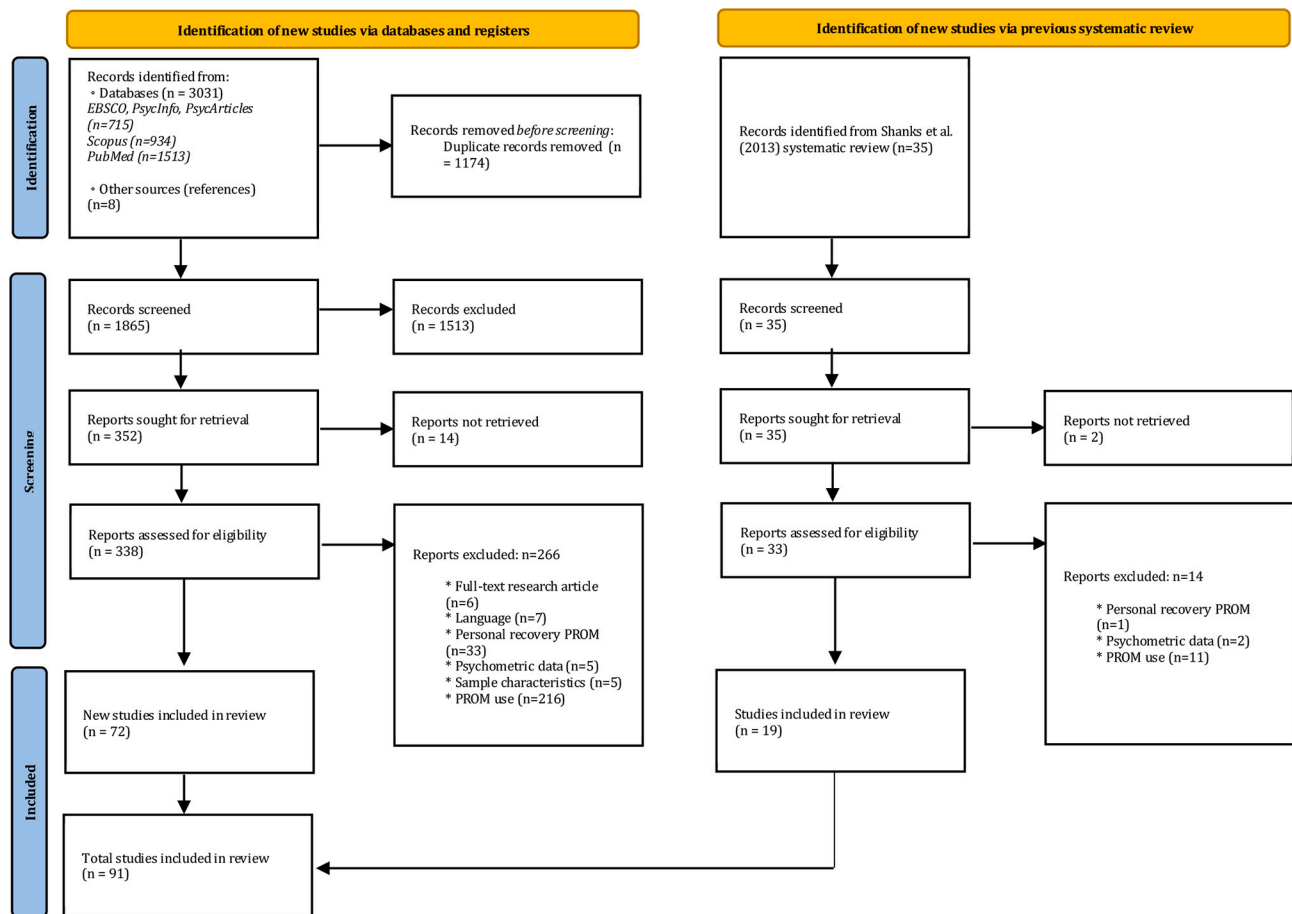 Identification of new studies via databases and registers
Identification of new studies via previous systematic review
Identification
Records identified from:
• Databases (n = 3031)
EBSCO, PsycInfo, PsycArticles
(n=715)
Scopus (n=934)
PubMed (n=1513)
• Other sources (references)
(n=8)
Records removed before screening:
Duplicate records removed (n
= 1174)
Records identified from Shanks et al.
(2013) systematic review (n=35)
Screening
Records screened
(n = 1865)
Records excluded
(n = 1513)
Records screened
(n = 35)
Reports sought for retrieval
(n = 352)
Reports not retrieved
(n = 14)
Reports sought for retrieval
(n = 35)
Reports not retrieved
(n = 2)
Reports assessed for eligibility
(n = 338)
Reports excluded: n=266
* Full-text research article
(n=6)
* Language (n=7)
* Personal recovery PROM
(n=33)
* Psychometric data (n=5)
* Sample characteristics (n=5)
* PROM use (n=216)
Reports assessed for eligibility
(n = 33)
Reports excluded: n=14
* Personal recovery PROM
(n=1)
* Psychometric data (n=2)
* PROM use (n=11)
Included
New studies included in review
(n = 72)
Studies included in review
(n = 19)
Total studies included in review
(n = 91)